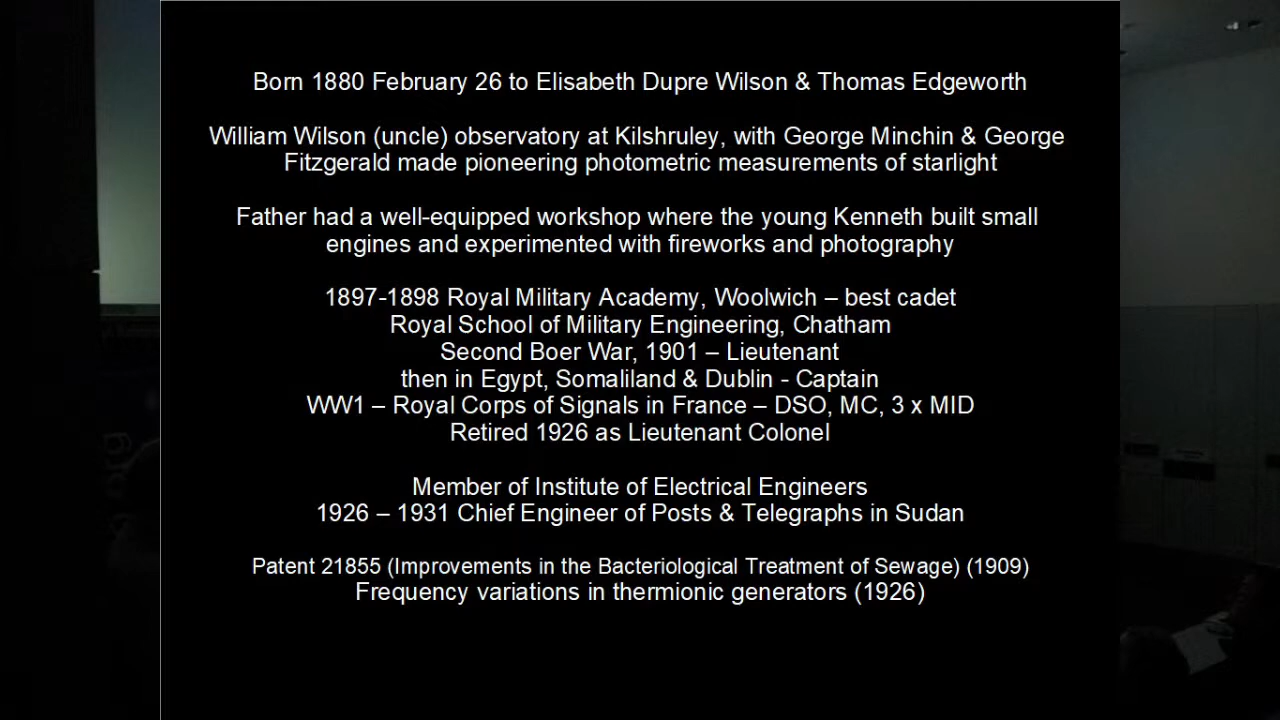 Born 1880 February 26 to Elisabeth Dupre Wilson & Thomas Edgeworth
William Wilson (uncle) observatory at Kilshruley, with George Minchin & George
Fitzgerald made pioneering photometric measurements of starlight
Father had a well-equipped workshop where the young Kenneth built small
engines and experimented with fireworks and photography
1897-1898 Royal Military Academy, Woolwich – best cadet
Royal School of Military Engineering, Chatham
Second Boer War, 1901 – Lieutenant
then in Egypt, Somaliland & Dublin - Captain
WW1 – Royal Corps of Signals in France – DSO, MC, 3 x MID
Retired 1926 as Lieutenant Colonel
Member of Institute of Electrical Engineers
1926 – 1931 Chief Engineer of Posts & Telegraphs in Sudan
Patent 21855 (Improvements in the Bacteriological Treatment of Sewage) (1909)
Frequency variations in thermionic generators (1926)